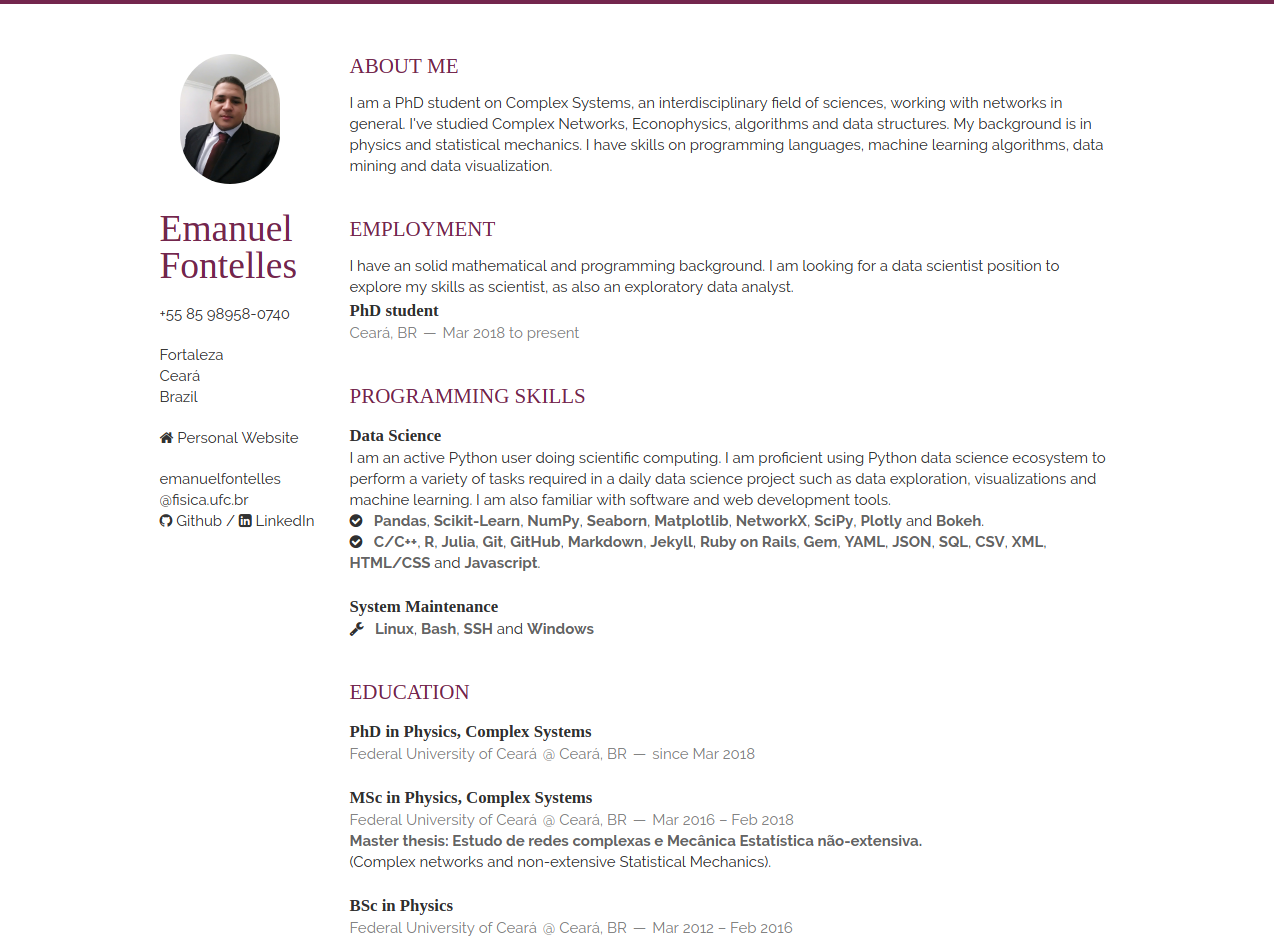 Emanuel
Fontelles
+55 85 98958-0740
Fortaleza
Ceará
Brazil
Personal Website
emanuelfontelles
@fisica.ufc.br
Github / LinkedIn
ABOUT ME
I am a PhD student on Complex Systems, an interdisciplinary field of sciences, working with networks in
general. I've studied Complex Networks, Econophysics, algorithms and data structures. My background is in
physics and statistical mechanics. I have skills on programming languages, machine learning algorithms, data
mining and data visualization.
EMPLOYMENT
I have an solid mathematical and programming background. I am looking for a data scientist position to
explore my skills as scientist, as also an exploratory data analyst.
PhD student
Ceará, BR — Mar 2018 to present
PROGRAMMING SKILLS
Data Science
I am an active Python user doing scientific computing. I am proficient using Python data science ecosystem to
perform a variety of tasks required in a daily data science project such as data exploration, visualizations and
machine learning. I am also familiar with software and web development tools.
Pandas, Scikit-Learn, NumPy, Seaborn, Matplotlib, NetworkX, SciPy, Plotly and Bokeh.
C/C++, R, Julia, Git, GitHub, Markdown, Jekyll, Ruby on Rails, Gem, YAML, JSON, SQL, CSV, XML,
HTML/CSS and Javascript.
System Maintenance
Linux, Bash, SSH and Windows
EDUCATION
PhD in Physics, Complex Systems
Federal University of Ceará @ Ceará, BR — since Mar 2018
MSc in Physics, Complex Systems
Federal University of Ceará @ Ceará, BR — Mar 2016 – Feb 2018
Master thesis: Estudo de redes complexas e Mecânica Estatística não-extensiva.
(Complex networks and non-extensive Statistical Mechanics).
BSc in Physics
Federal University of Ceará @ Ceará, BR — Mar 2012 – Feb 2016